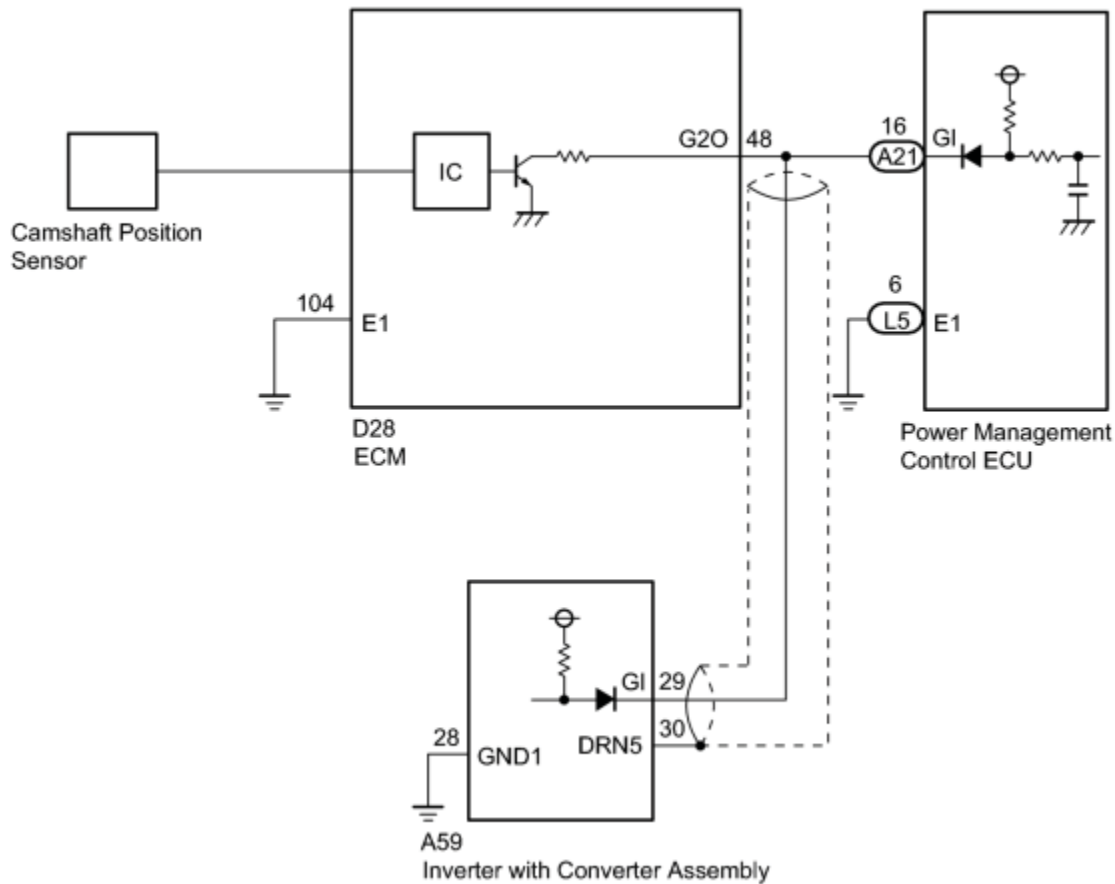 G2O 48
16
A21
GI
IC
Camshaft Position
Sensor
104
E1
6
L5
E1
D28
ECM
Power Management
Control ECU
GI
29
30
DRN5
28
GND1
A59
Inverter with Converter Assembly